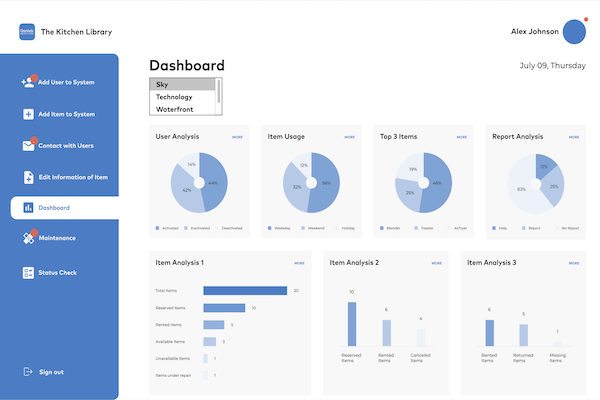 The Kitchen Library
Alex Johnson
Add User to System
Add Item to System
Contact with Users
Edit Information of Item
Dashboard
Maintenance
Status Check
Sign out
Dashboard
July 09, Thursday
Sky
Technology
Waterfront
User Analysis
MORE
14%
44%
42%
Activated
Inactivated
Deactivated
Item Usage
MORE
12%
56%
32%
Weekday
Weekend
Holiday
Top 3 Items
MORE
19%
25%
Blender
Toaster
AirFryer
Report Analysis
MORE
63%
Help
Report
No Report
Item Analysis 1
MORE
Total Items
20
Reserved Items
10
Rented Items
5
Available Items
Unavailable Items
1
Items under repair
1
Item Analysis 2
MORE
10
6
4
Reserved
Items
Rented
Items
Canceled
Items
Item Analysis 3
MORE
6
5
1
Rented
Items
Returned
Items
Missing
Items